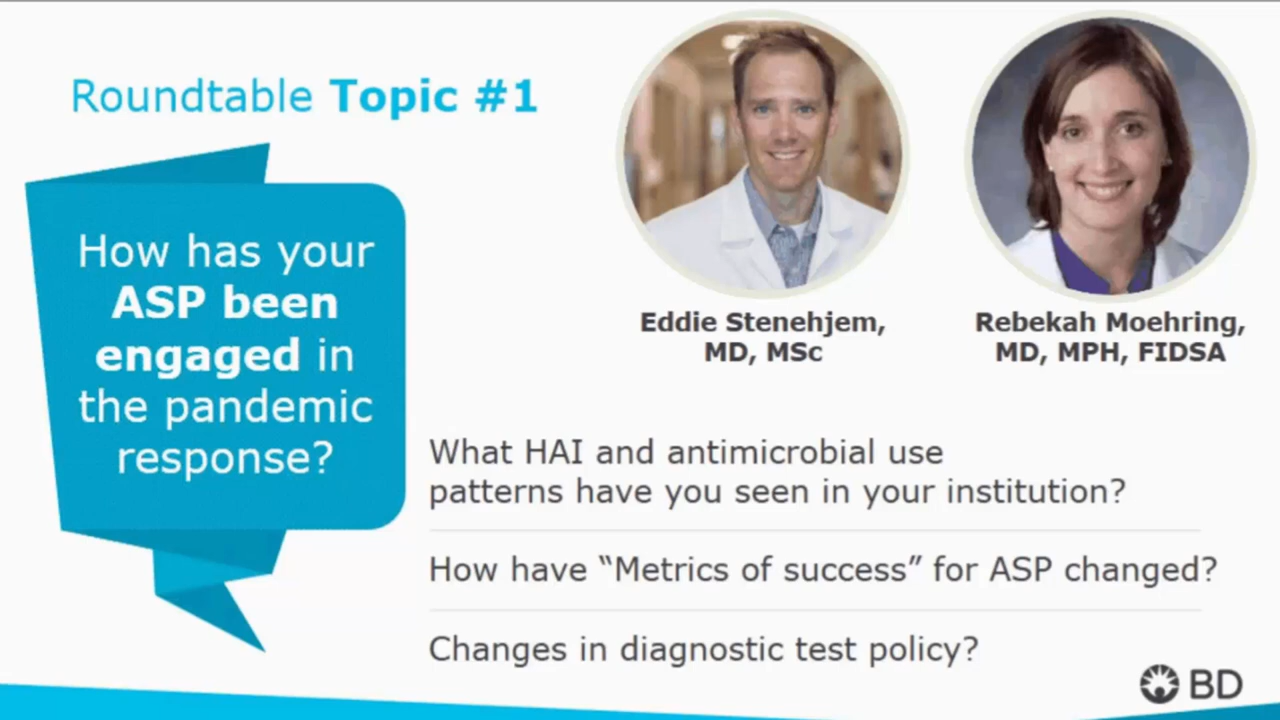 Roundtable Topic #1
How has your
ASP been
engaged in
the pandemic
response?
Eddie Stenehjem,
MD, MSc
Rebekah Moehring,
MD, MPH, FIDSA
What HAI and antimicrobial use
patterns have you seen in your institution?
How have “Metrics of success” for ASP changed?
Changes in diagnostic test policy?
BD